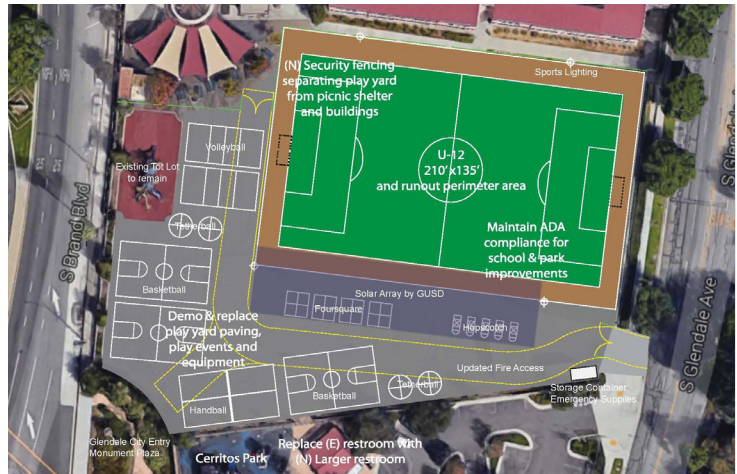 (N) Security fencing
separating play yard
from picnic shelter
and buildings
Sports Lighting
U-12
210'x135'
and runout perimeter area
Maintain ADA
compliance for
school & park
improvements
S Glendale Ave
S Glendale Ave
S Brand Blvd
Volleyball
Existing Tot Lot
to remain
Tetherball
Basketball
Solar Array by GUSD
Foursquare
Hopscotch
Demo & replace
play yard paving,
play events and
equipment
Updated Fire Access
Handball
Basketball
Tetherball
Storage Container
Emergency Supplies
Glendale City Entry
Monument Plaza
Cerritos Park
Replace (E) restroom with
(N) Larger restroom